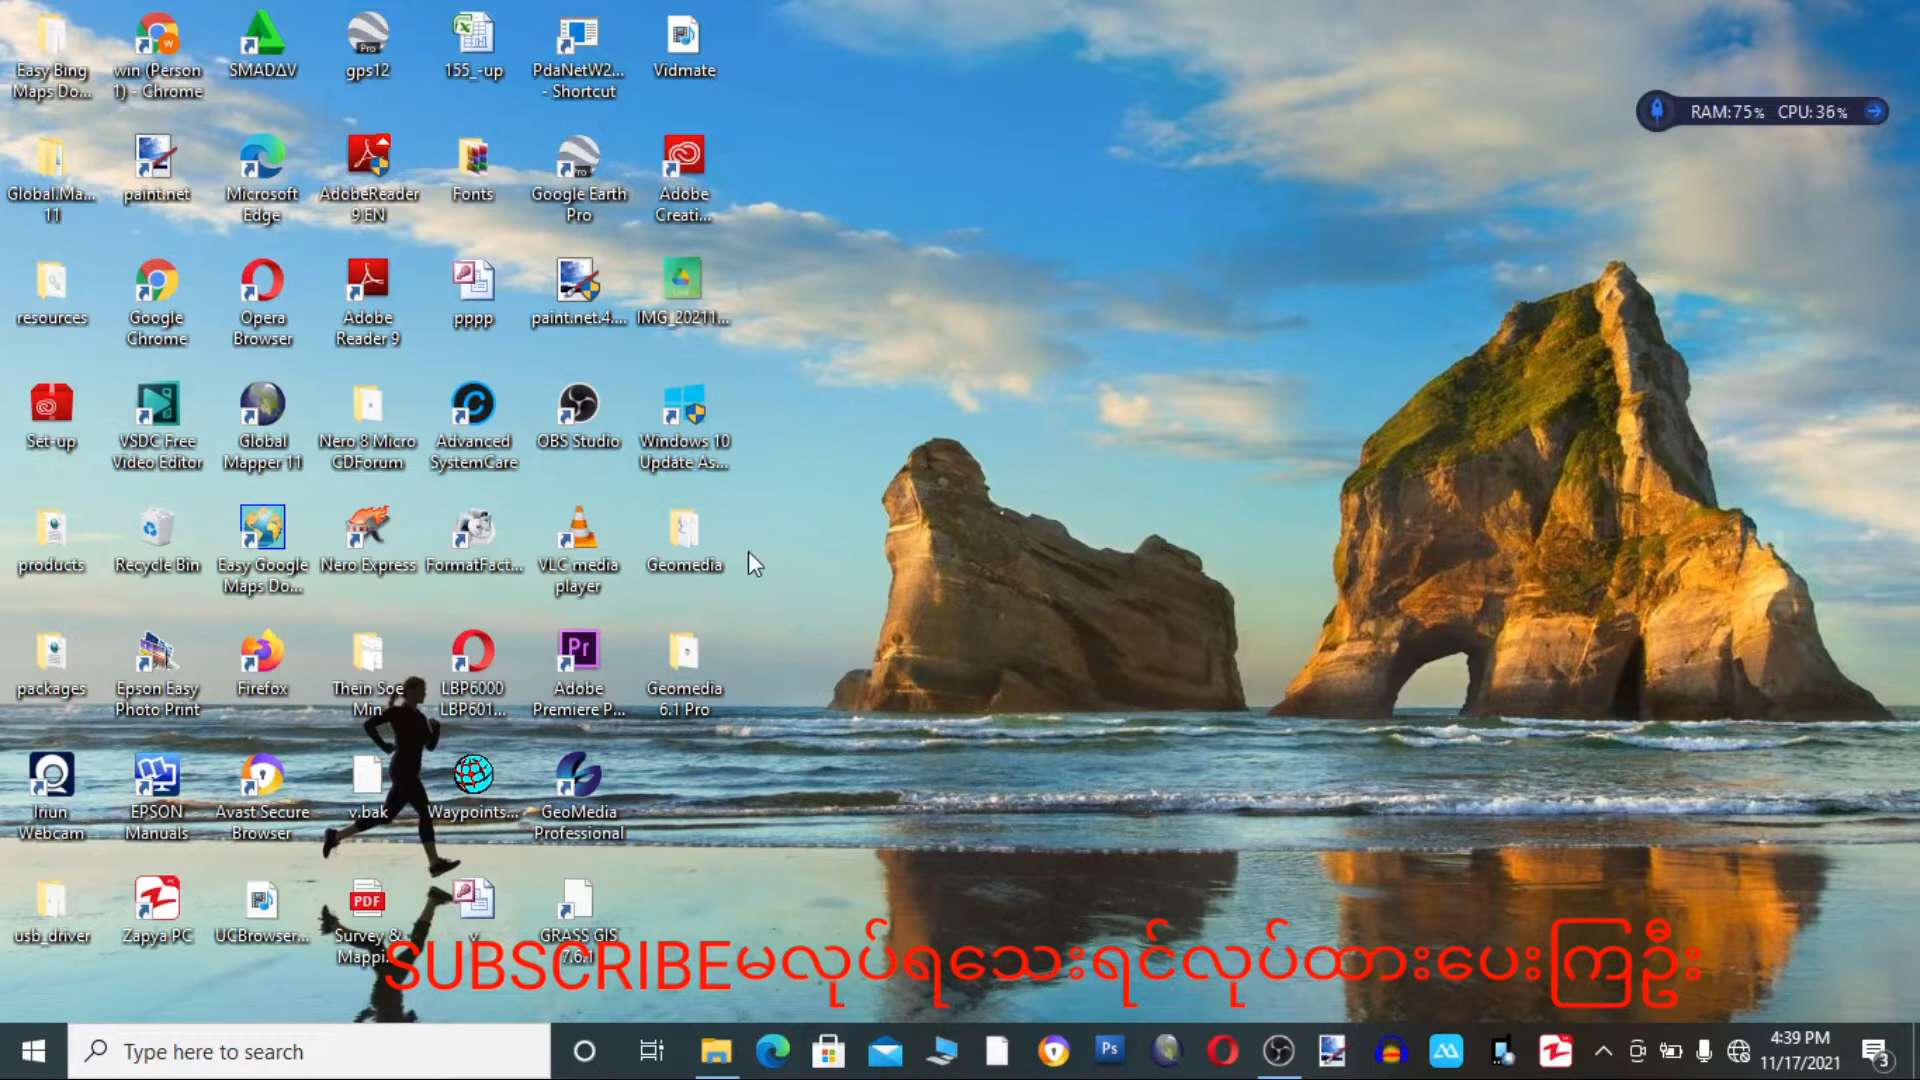 Easy Bing
Maps Do...
win (Person
1) - Chrome
SMADΔV
Pro
gps12
155_-up
PdaNetW2...
- Shortcut
Vidmate
RAM:75% CPU:36%
Global.Ma...
11
paint.net
Microsoft
Edge
AdobeReader
9 EN
Fonts
Google Earth
Pro
Adobe
Creati...
resources
Google
Chrome
Opera
Browser
Adobe
Reader 9
pppp
paint.net.4....
IMG_20211...
Set-up
VSDC Free
Video Editor
Global
Mapper 11
Nero 8 Micro
CDForum
Advanced
SystemCare
OBS Studio
Windows 10
Update As...
products
Recycle Bin
Easy Google
Maps Do...
Nero Express
FormatFact...
VLC media
player
Geomedia
packages
Epson Easy
Photo Print
Firefox
Thein Soe
Min
LBP6000
LBP601...
Pr
Adobe
Premiere P...
Geomedia
6.1 Pro
Iriun
Webcam
EPSON
Manuals
Avast Secure
Browser
v.bak
Waypoints...
GeoMedia
Professional
usb_driver
Zapya PC
UCBrowser...
PDF
Survey &
Mappi...
v
GRASS GIS
7.6.1
SUBSCRIBEမလုပ်ရသေးရင်လုပ်ထားပေးကြဦး
Type here to search
Ps
4:39 PM
11/17/2021
3